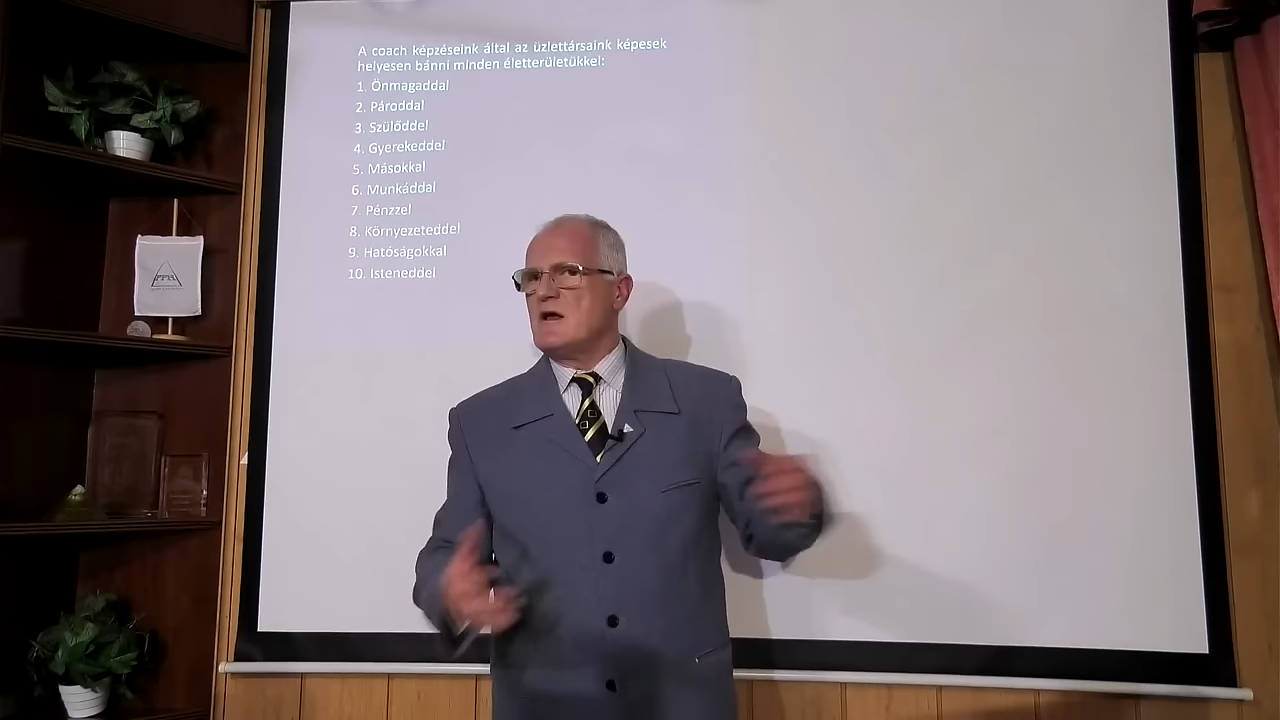 A coach képzéseink által az üzlettársaink képesek
helyesen bánni minden életterületükkel:
1. Önmagaddal
2. Pároddal
3. Szülőddel
4. Gyerekeddel
5. Másokkal
6. Munkáddal
7. Pénzzel
8. Környezeteddel
9. Hatóságokkal
10. Isteneddel